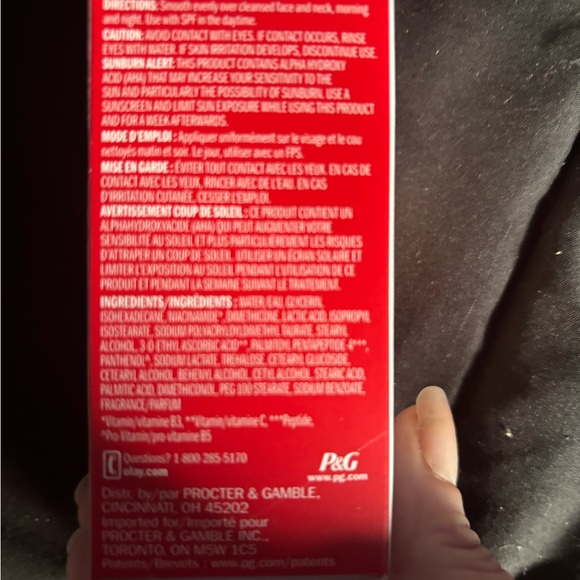 DIRECTIONS: Smooth evenly over cleansed face and neck, morning
and night. Use with SPF in the daytime.
CAUTION: AVOID CONTACT WITH EYES. IF CONTACT OCCURS, RINSE
EYES WITH WATER. IF SKIN IRRITATION DEVELOPS, DISCONTINUE USE.
SUNBURN ALERT: THIS PRODUCT CONTAINS ALPHA HYDROXY
ACID (AHA) THAT MAY INCREASE YOUR SENSITIVITY TO THE
SUN AND PARTICULARLY THE POSSIBILITY OF SUNBURN. USE A
SUNSCREEN AND LIMIT SUN EXPOSURE WHILE USING THIS PRODUCT
AND FOR A WEEK AFTERWARDS.
MODE D'EMPLOI : Appliquer uniformément sur le visage et le cou
nettoyés matin et soir. Le jour, utiliser avec un FPS.
MISE EN GARDE : ÉVITER TOUT CONTACT AVEC LES YEUX. EN CAS DE
CONTACT AVEC LES YEUX, RINCER AVEC DE L'EAU. EN CAS
D'IRRITATION CUTANÉE, CESSER L'EMPLOI.
AVERTISSEMENT COUP DE SOLEIL : CE PRODUIT CONTIENT UN
ALPHAHYDROXYACIDE (AHA) QUI PEUT AUGMENTER VOTRE
SENSIBILITÉ AU SOLEIL ET PLUS PARTICULIÈREMENT LES RISQUES
D'ATTRAPER UN COUP DE SOLEIL. UTILISER UN ÉCRAN SOLAIRE ET
LIMITER L'EXPOSITION AU SOLEIL PENDANT L'UTILISATION DE CE
PRODUIT ET PENDANT LA SEMAINE SUIVANT LE TRAITEMENT.
INGREDIENTS/INGRÉDIENTS : WATER/EAU, GLYCERIN,
ISOHEXADECANE, NIACINAMIDE*, DIMETHICONE, LACTIC ACID, ISOPROPYL
ISOSTEARATE, SODIUM POLYACRYLOYLDIMETHYL TAURATE, STEARYL
ALCOHOL, 3-O ETHYL ASCORBIC ACID**, PALMITOYL PENTAPEPTIDE-4***,
PANTHENOL^, SODIUM LACTATE, TREHALOSE, CETEARYL GLUCOSIDE,
CETEARYL ALCOHOL, BEHENYL ALCOHOL, CETYL ALCOHOL, STEARIC ACID,
PALMITIC ACID, DIMETHICONOL, PEG 100 STEARATE, SODIUM BENZOATE,
FRAGRANCE/PARFUM
*Vitamin/vitamine B3, **Vitamin/vitamine C, ***Peptide,
^Pro Vitamin/pro vitamine B5
Questions? 1-800-285-5170
olay.com
P&G
www.pg.com
Distr. by/par PROCTER & GAMBLE,
CINCINNATI, OH 45202
Imported for/Importé pour
PROCTER & GAMBLE INC.,
TORONTO, ON M5W 1C5
Patents/Brevets : www.pg.com/patents